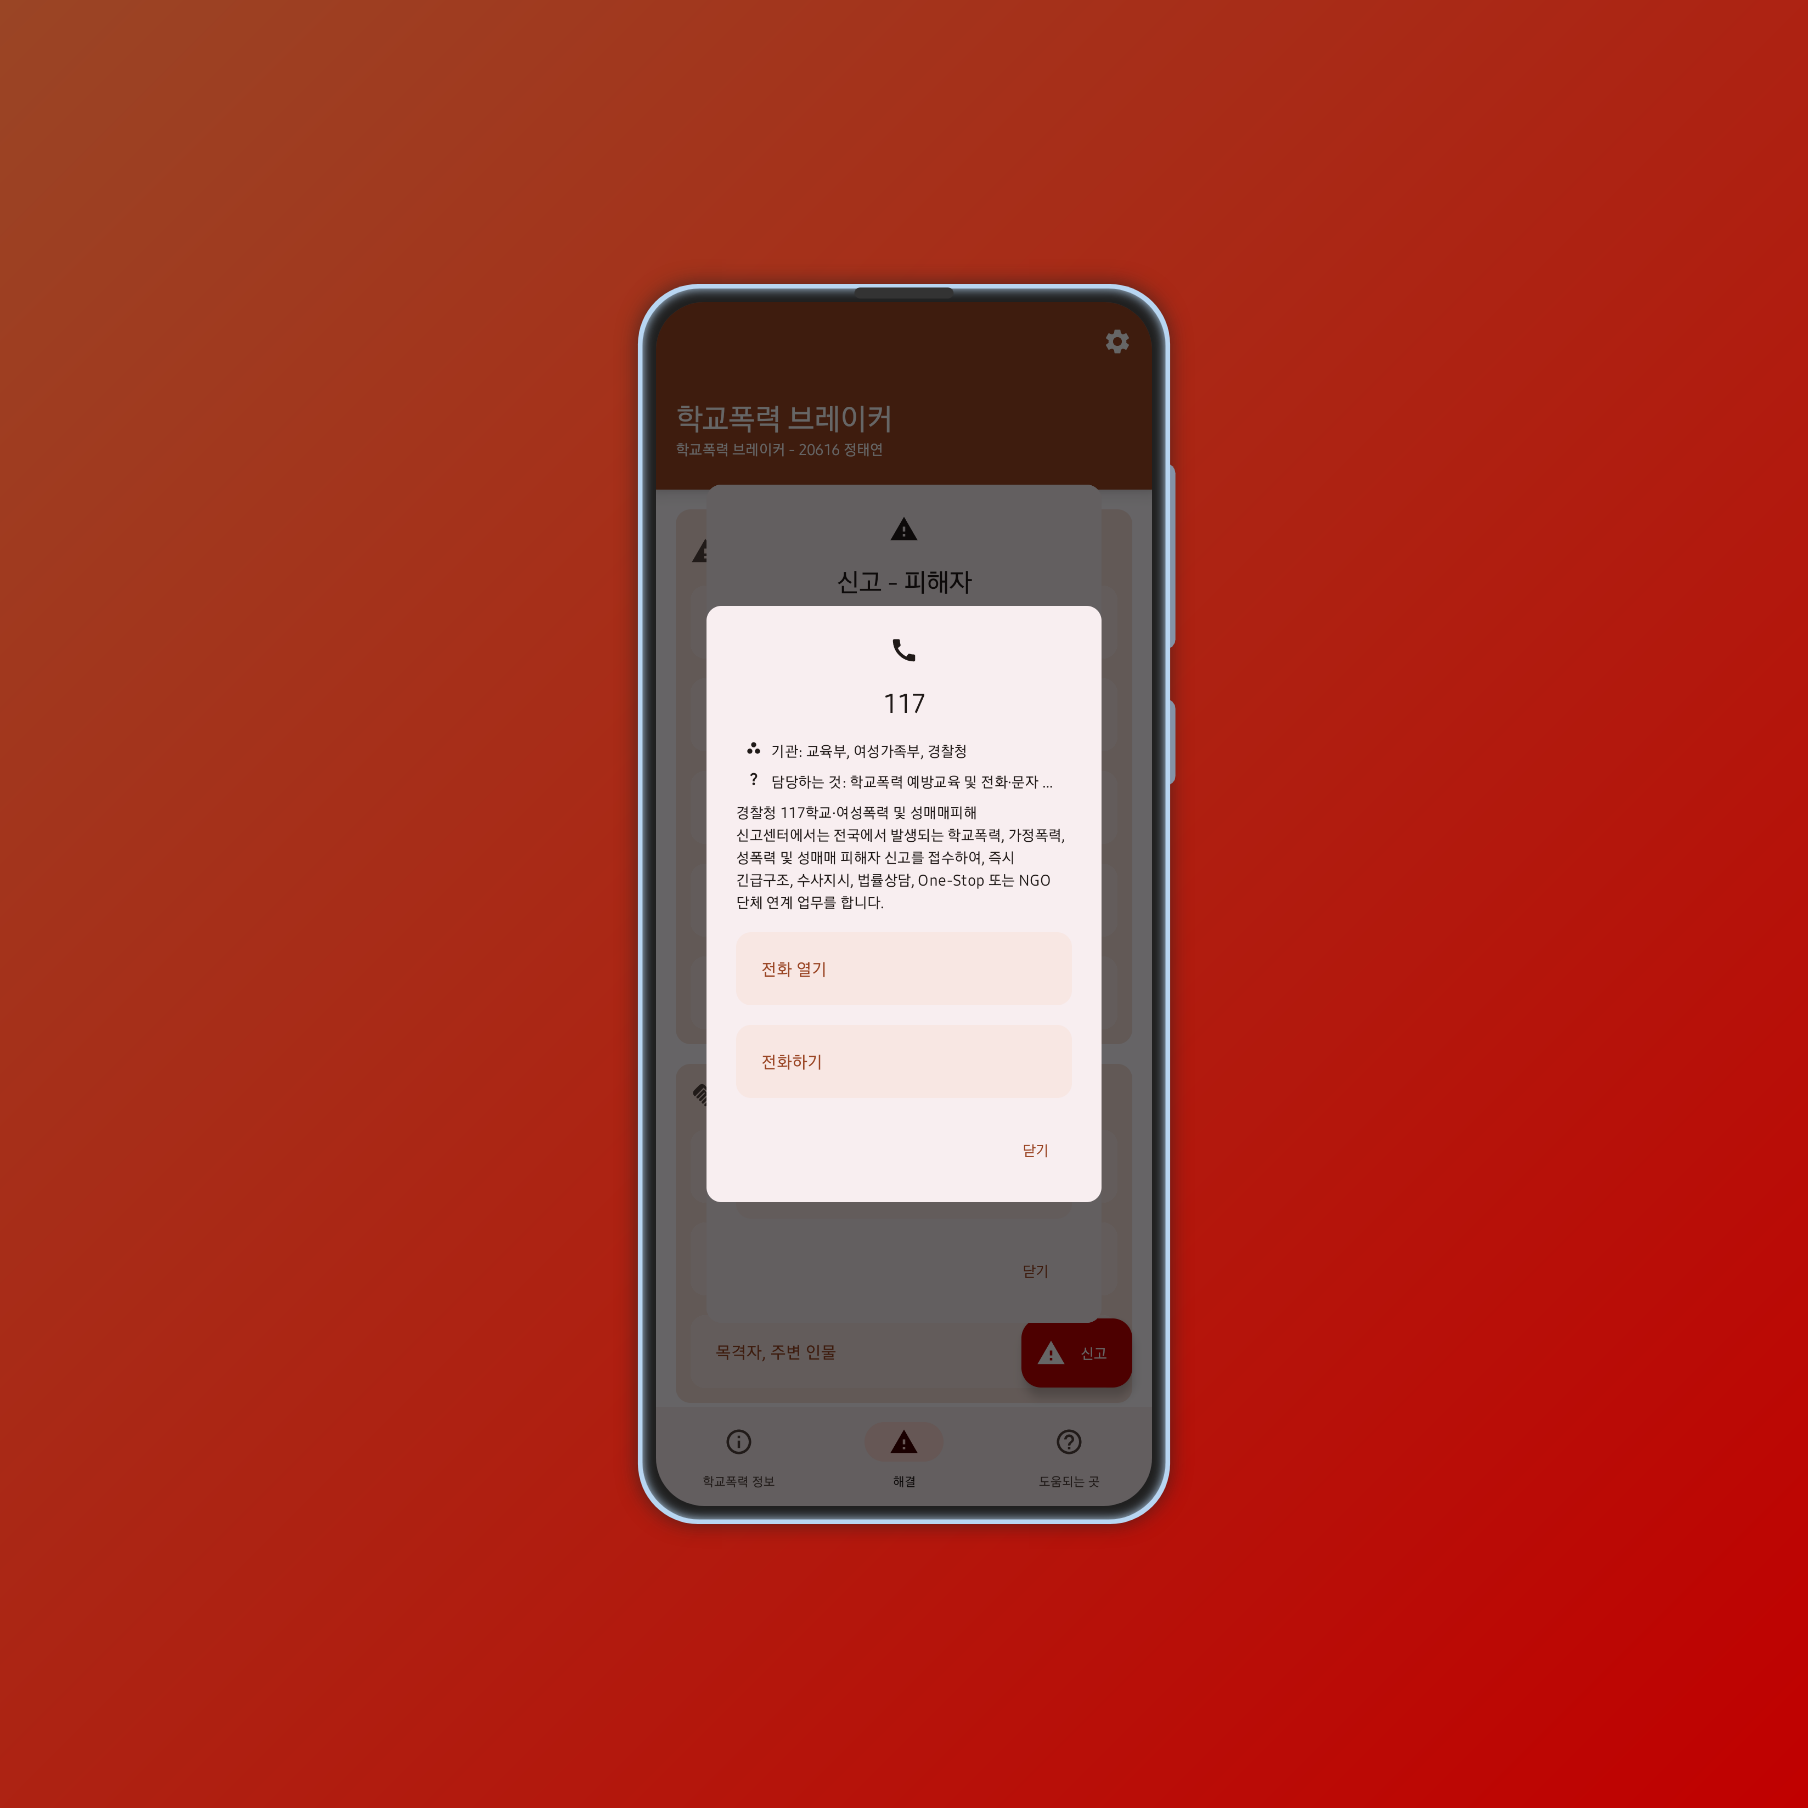 학교폭력 브레이커
학교폭력 브레이커 - 20616 정태연
신고 - 피해자
117
기관: 교육부, 여성가족부, 경찰청
? 담당하는 것: 학교폭력 예방교육 및 전화·문자 ...
경찰청 117학교·여성폭력 및 성매매피해
신고센터에서는 전국에서 발생되는 학교폭력, 가정폭력,
성폭력 및 성매매 피해자 신고를 접수하여, 즉시
긴급구조, 수사지시, 법률상담, One-Stop 또는 NGO
단체 연계 업무를 합니다.
전화 열기
전화하기
닫기
닫기
목격자, 주변 인물
신고
학교폭력 정보
해결
도움되는 곳